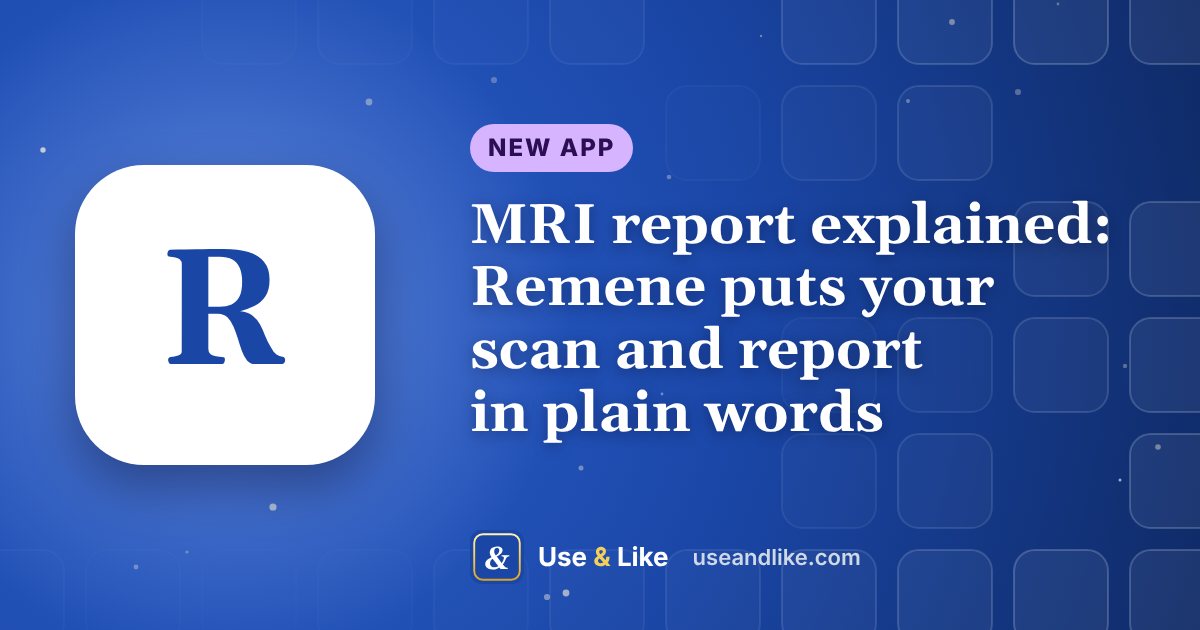 R
NEW APP
MRI report explained:
Remene puts your
scan and report
in plain words
& Use & Like useandlike.com